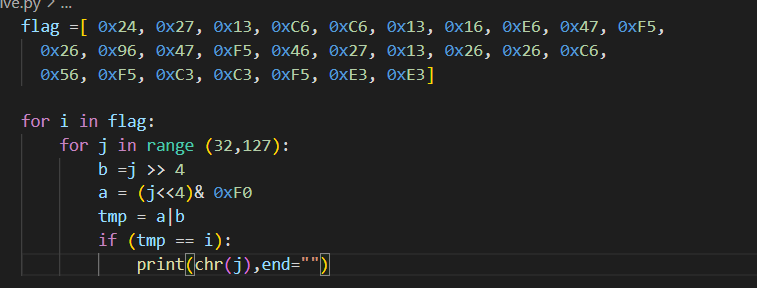 ive.py > ...
flag =[ 0x24, 0x27, 0x13, 0xC6, 0xC6, 0x13, 0x16, 0xE6, 0x47, 0xF5,
0x26, 0x96, 0x47, 0xF5, 0x46, 0x27, 0x13, 0x26, 0x26, 0xC6,
0x56, 0xF5, 0xC3, 0xC3, 0xF5, 0xE3, 0xE3]
for i in flag:
for j in range (32,127):
b =j >> 4
a = (j<<4)& 0xF0
tmp = a|b
if (tmp == i):
print(chr(j),end="")